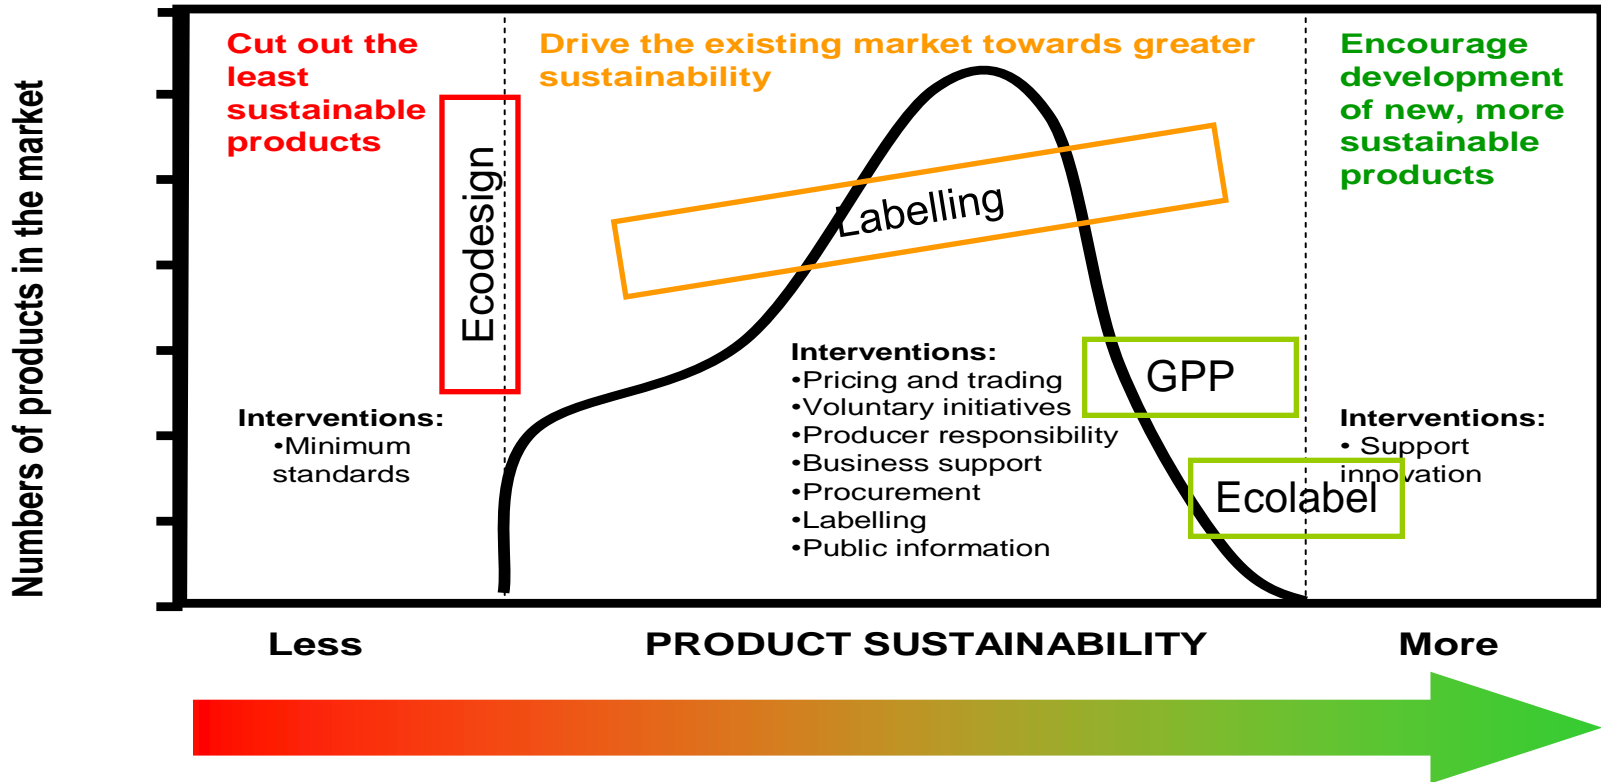 Numbers of products in the market
Cut out the
least
sustainable
products
Drive the existing market towards greater
sustainability
Encourage
development
of new, more
sustainable
products
Ecodesign
Labelling
Interventions:
•Minimum
standards
Interventions:
•Pricing and trading
•Voluntary initiatives
•Producer responsibility
•Business support
•Procurement
•Labelling
•Public information
GPP
Interventions:
• Support
innovation
Ecolabel
Less
PRODUCT SUSTAINABILITY
More